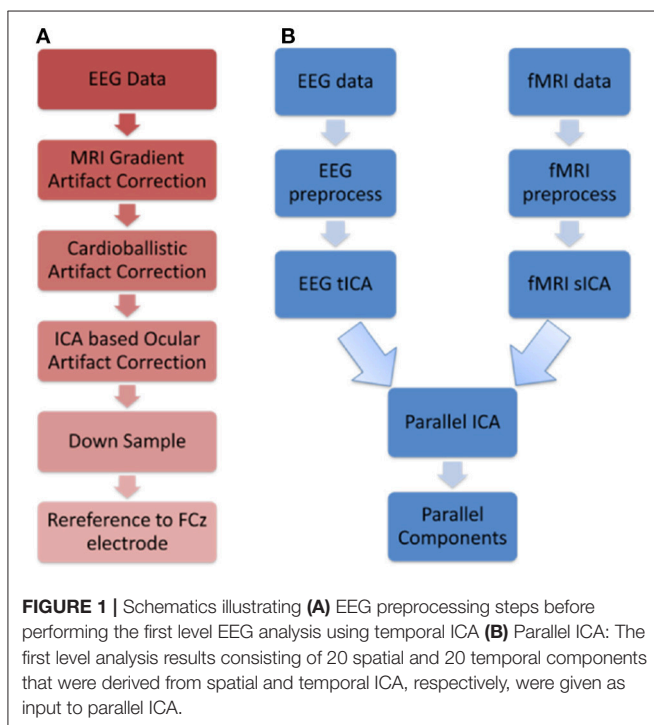 A
EEG Data
MRI Gradient
Artifact Correction
Cardioballistic
Artifact Correction
ICA based Ocular
Artifact Correction
Down Sample
Rereference to FCz
electrode
B
EEG data
fMRI data
EEG
preprocess
fMRI
preprocess
EEG tICA
fMRI sICA
Parallel ICA
Parallel
Components
FIGURE 1 | Schematics illustrating (A) EEG preprocessing steps before
performing the first level EEG analysis using temporal ICA (B) Parallel ICA: The
first level analysis results consisting of 20 spatial and 20 temporal components
that were derived from spatial and temporal ICA, respectively, were given as
input to parallel ICA.